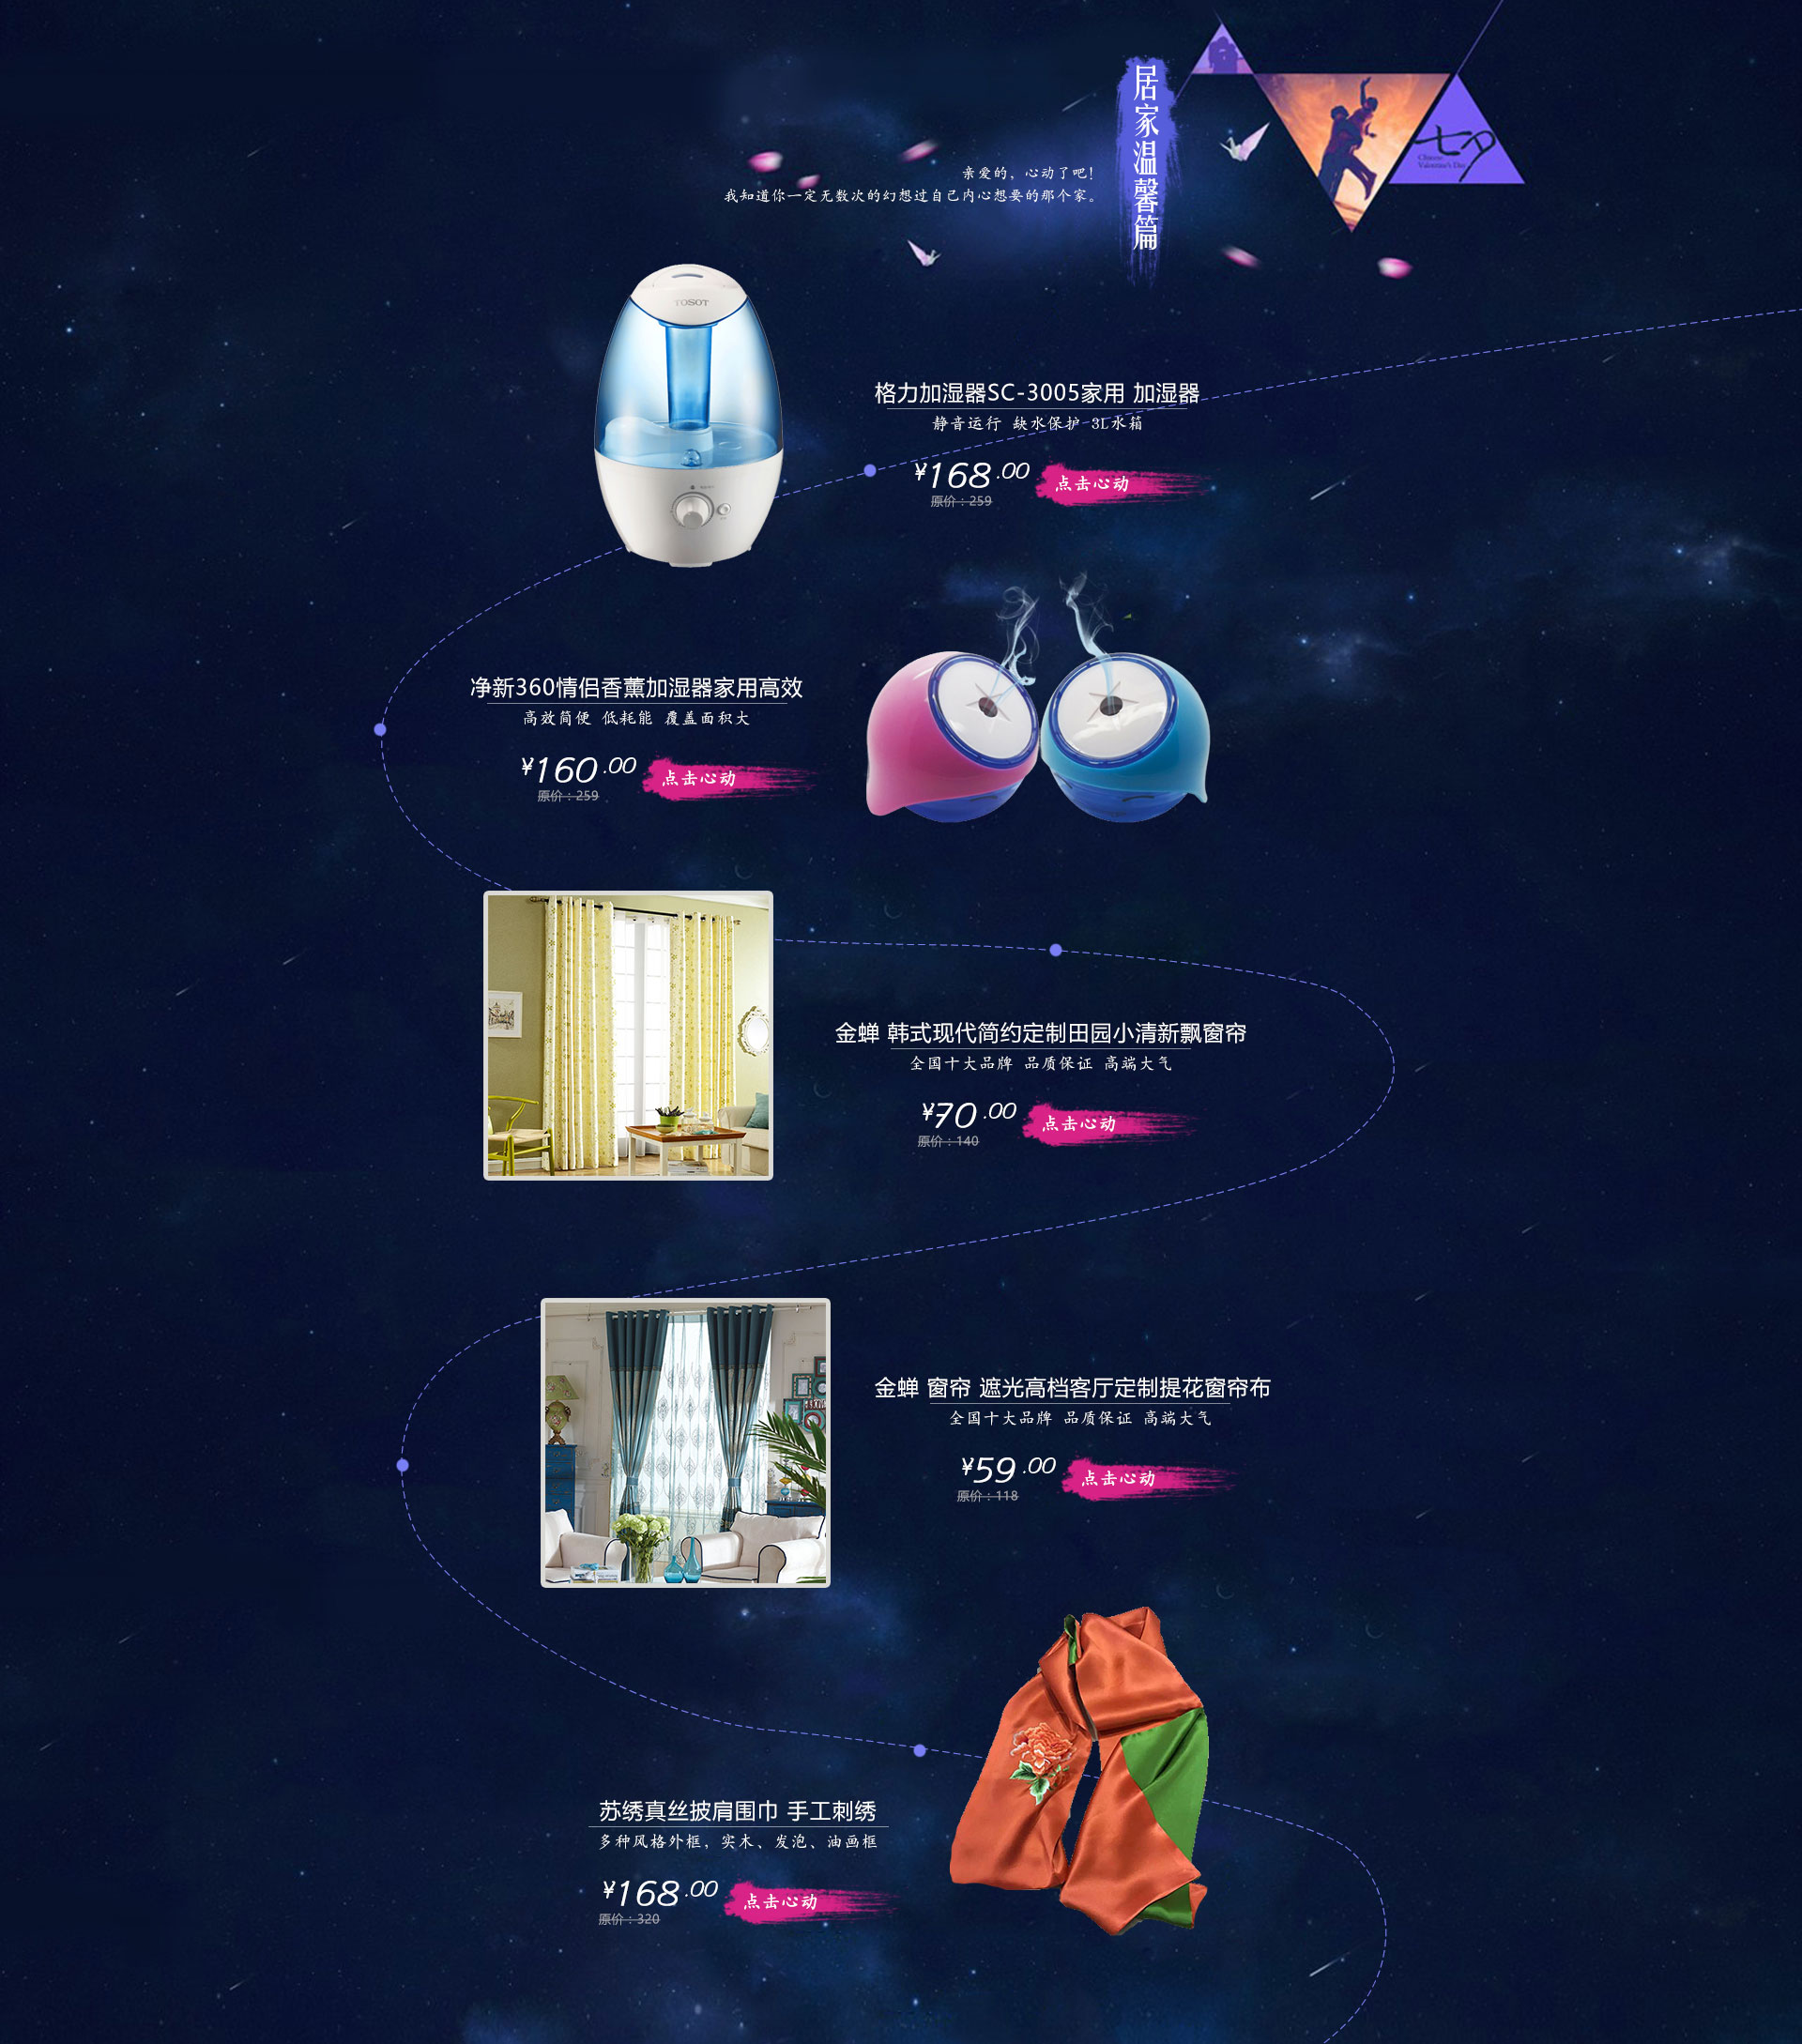 居家温馨篇
七夕
Chinese
Valentine's Day
亲爱的，心动了吧！
我知道你一定无数次的幻想过自己内心想要的那个家。
TOSOT
格力加湿器SC-3005家用 加湿器
静音运行 缺水保护 3L水箱
¥168.00
点击心动
原价：259
净新360情侣香薰加湿器家用高效
高效简便 低耗能 覆盖面积大
¥160.00
点击心动
原价：259
金蝉 韩式现代简约定制田园小清新飘窗帘
全国十大品牌 品质保证 高端大气
¥70.00
点击心动
原价：140
金蝉 窗帘 遮光高档客厅定制提花窗帘布
全国十大品牌 品质保证 高端大气
¥59.00
点击心动
原价：118
苏绣真丝披肩围巾 手工刺绣
多种风格外框，实木、发泡、油画框
¥168.00
点击心动
原价：320